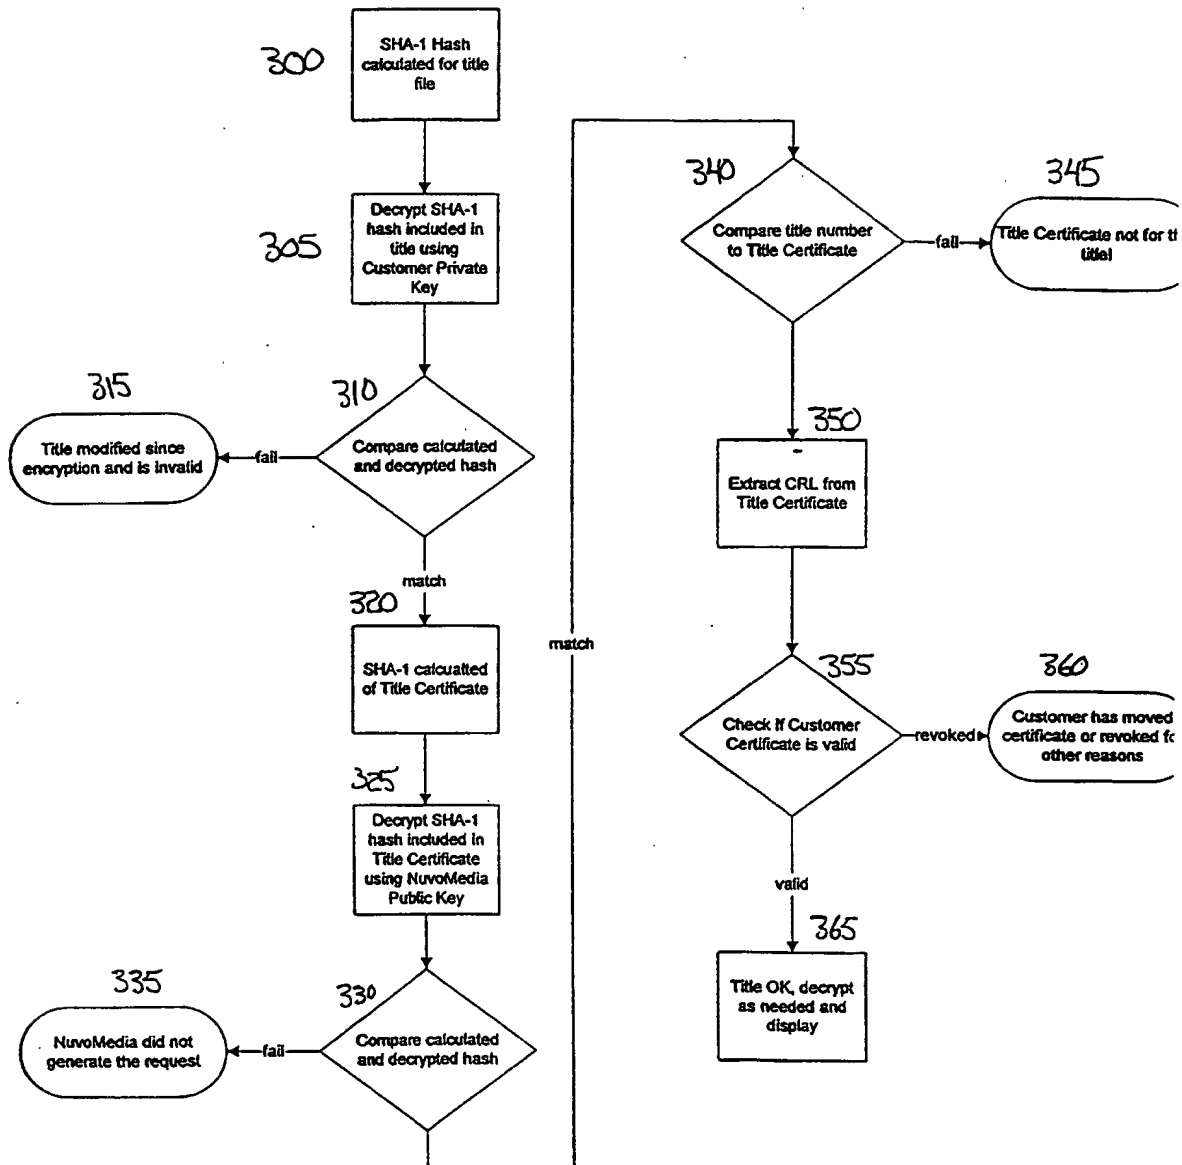 300
SHA-1 Hash
calculated for title
file
305
Decrypt SHA-1
hash included in
title using
Customer Private
Key
310
Compare calculated
and decrypted hash
fail
315
Title modified since
encryption and is invalid
match
320
SHA-1 calcualted
of Title Certificate
325
Decrypt SHA-1
hash included in
Title Certificate
using NuvoMedia
Public Key
330
Compare calculated
and decrypted hash
fail
335
NuvoMedia did not
generate the request
match
340
Compare title number
to Title Certificate
fail
345
Title Certificate not for th
title!
350
Extract CRL from
Title Certificate
355
Check if Customer
Certificate is valid
revoked
360
Customer has moved
certificate or revoked fo
other reasons
valid
365
Title OK, decrypt
as needed and
display